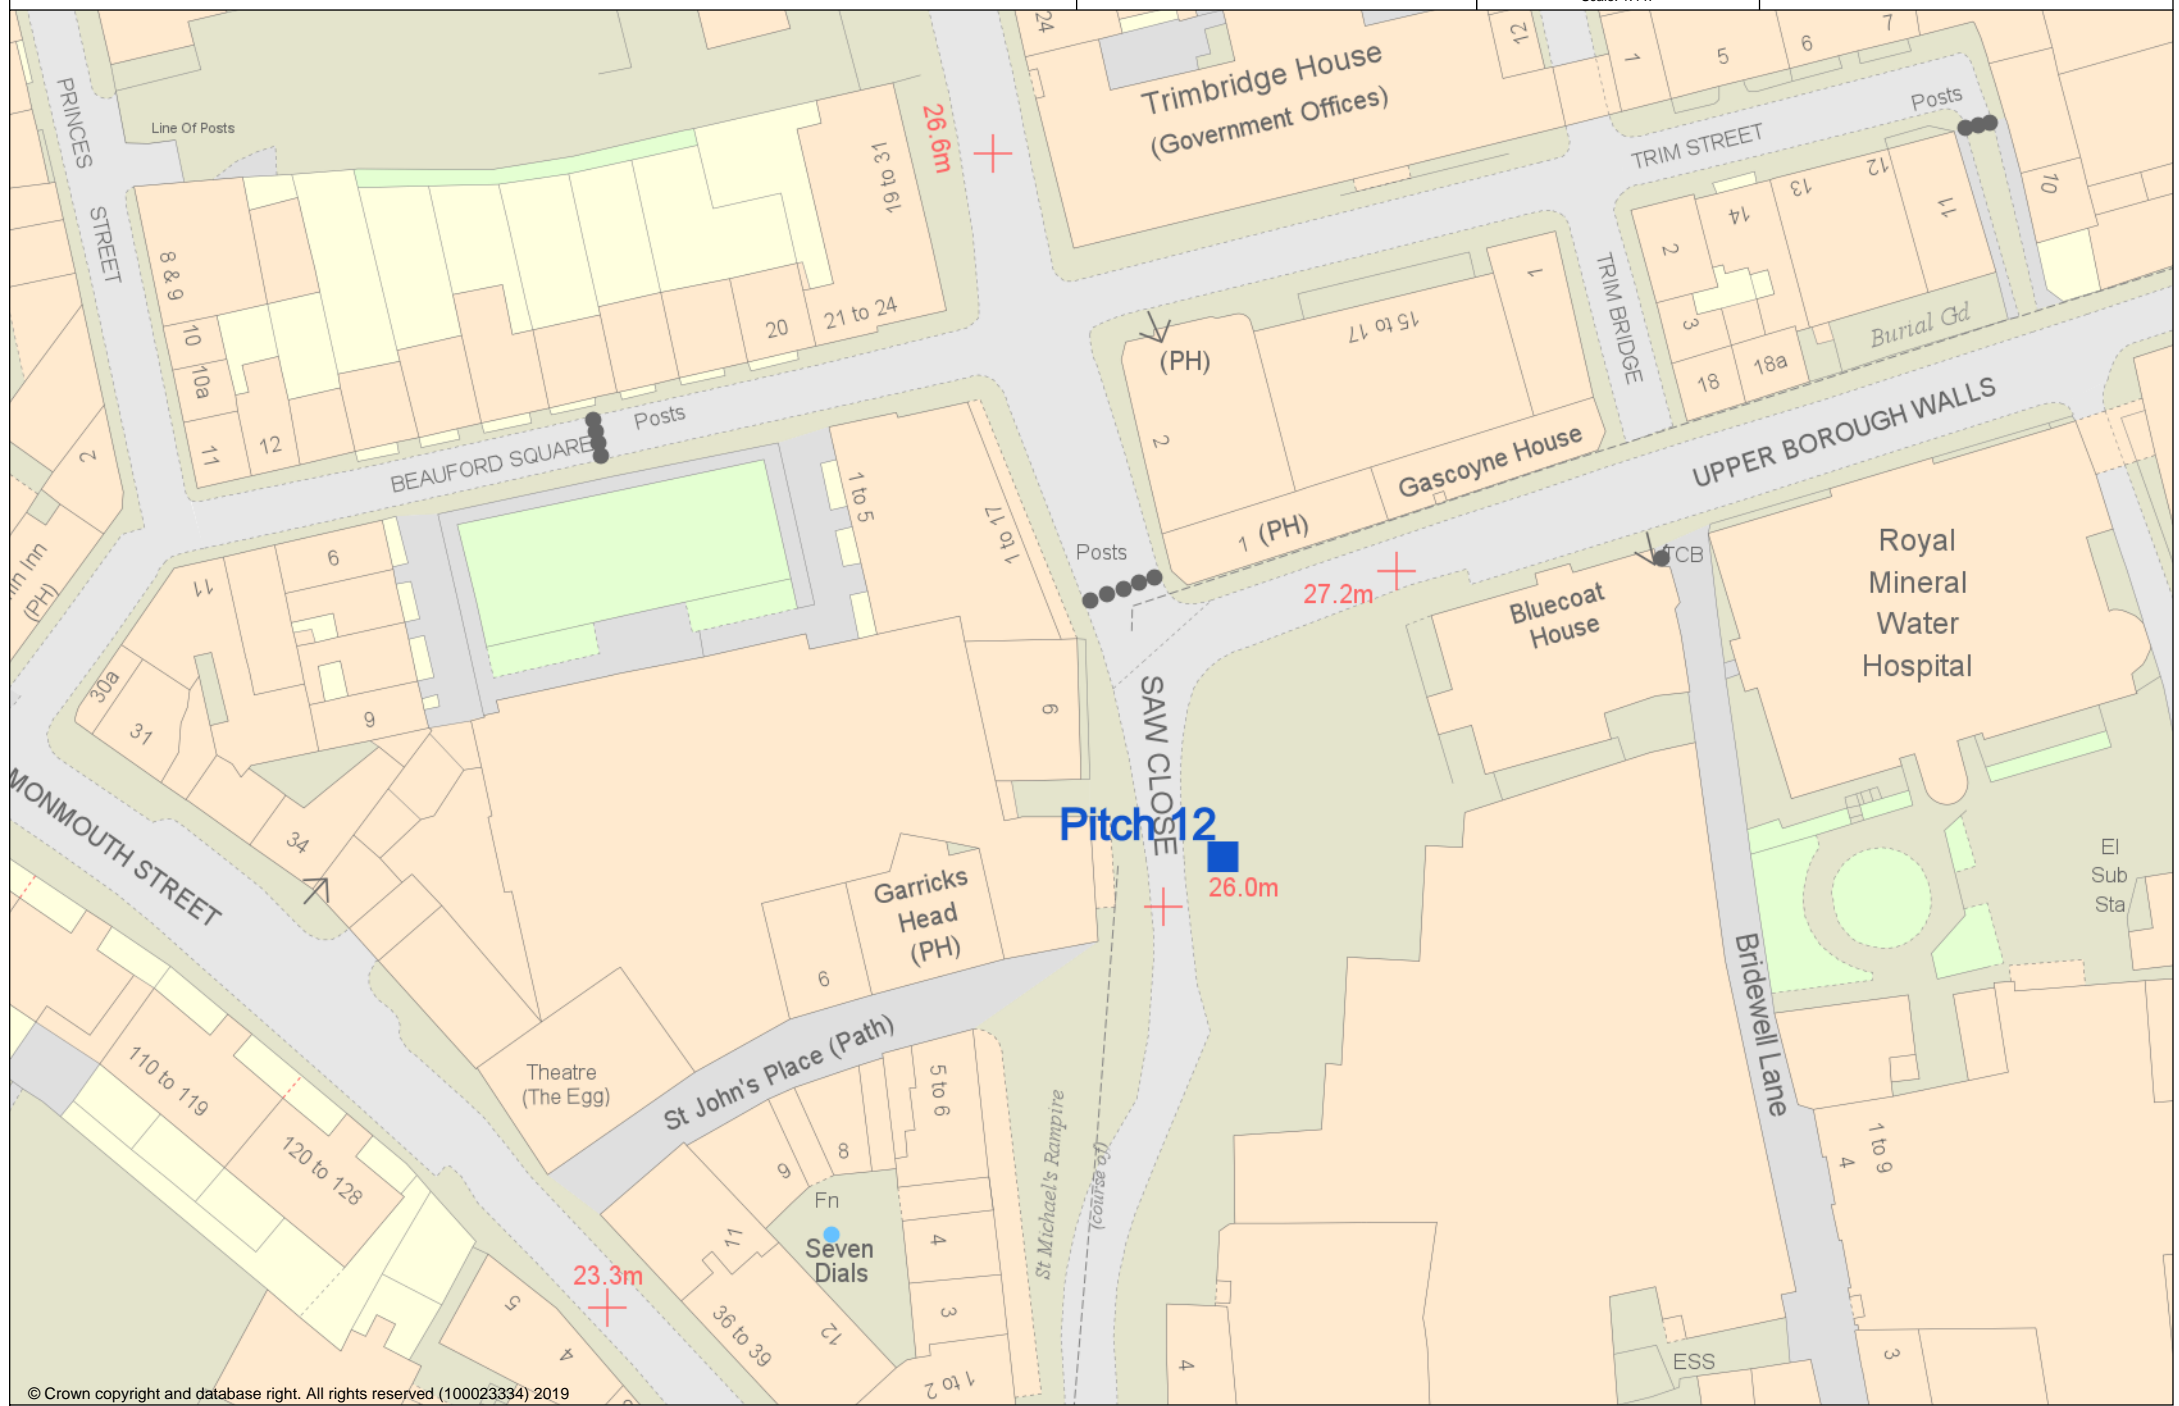 24
12
1
5
6
7
PRINCES
STREET
Line Of Posts
26.6m
Trimbridge House
(Government Offices)
Posts
TRIM STREET
19 to 31
8 & 9
10
10a
11
12
20
21 to 24
(PH)
2
15 to 17
1
TRIM BRIDGE
2
14
13
12
11
10
3
18
18a
Burial Gd
2
BEAUFORD SQUARE
Posts
1 to 5
1 to 17
Gascoyne House
1 (PH)
UPPER BOROUGH WALLS
Posts
27.2m
TCB
Bluecoat
House
Royal
Mineral
Water
Hospital
Inn
(PH)
11
6
30a
31
9
6
SAW CLOSE
MONMOUTH STREET
34
Pitch 12
26.0m
Garricks
Head
(PH)
6
El
Sub
Sta
Bridewell Lane
St John's Place (Path)
Theatre
(The Egg)
110 to 119
120 to 128
5 to 6
8
9
Fn
Seven
Dials
11
4
3
12
36 to 39
1 to 2
St Michael's Rampire
(course of)
1 to 9
4
23.3m
5
4
4
ESS
3
© Crown copyright and database right. All rights reserved (100023334) 2019